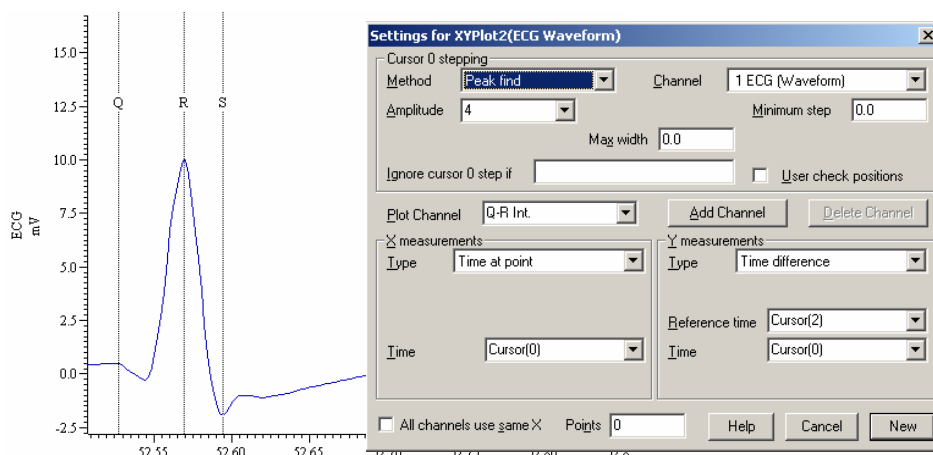 15.0
12.5
10.0
7.5
5.0
2.5
0.0
-2.5
ECG
mV
Q R S
52.55 52.60 52.65
Settings for XYPlot2(ECG Waveform)
Cursor 0 stepping
Method Peak find Channel 1 ECG (Waveform)
Amplitude 4 Minimum step 0.0
Max width 0.0
Ignore cursor 0 step if User check positions
Plot Channel Q-R Int. Add Channel Delete Channel
X measurements Y measurements
Type Time at point Type Time difference
Reference time Cursor(2)
Time Cursor(0) Time Cursor(0)
All channels use same X Points 0 Help Cancel New